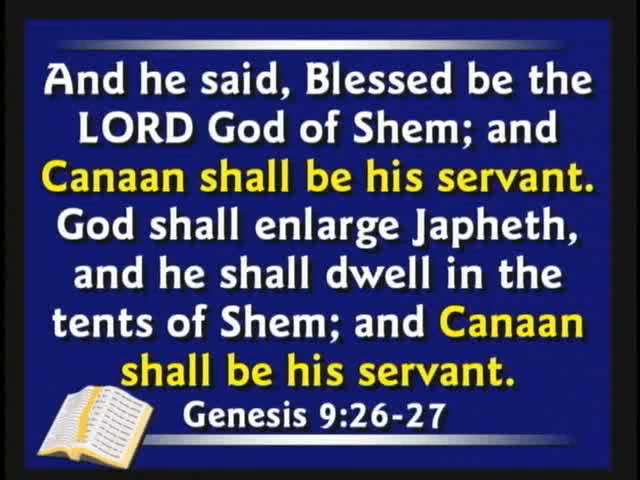 And he said, Blessed be the
LORD God of Shem; and
Canaan shall be his servant.
God shall enlarge Japheth,
and he shall dwell in the
tents of Shem; and Canaan
shall be his servant.
Genesis 9:26-27